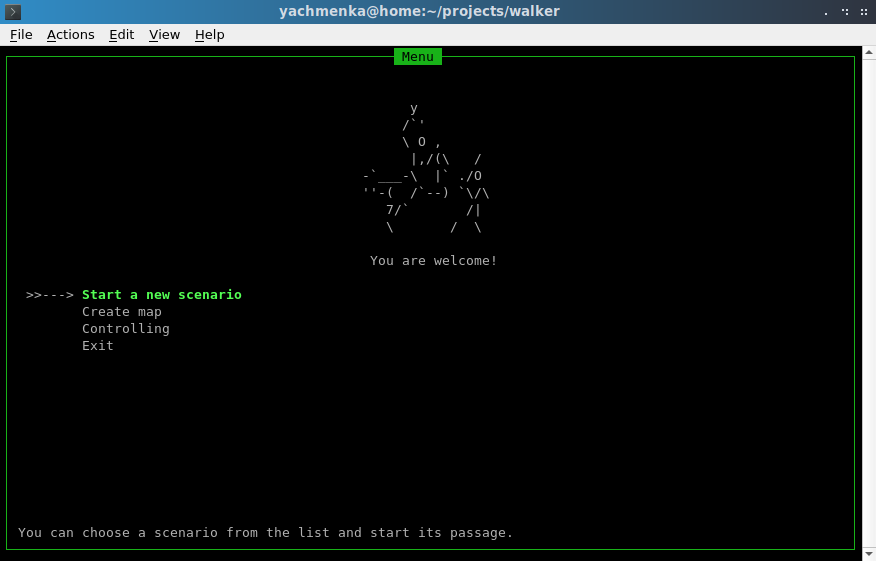 yachmenka@home:~/projects/walker
File Actions Edit View Help
Menu
y
/`'
\ O ,
|,/(\   /
-`___-\  |` ./O
''-(  /`--) `\/\
7/`       /|
\       /  \
You are welcome!
>>---> Start a new scenario
Create map
Controlling
Exit
You can choose a scenario from the list and start its passage.